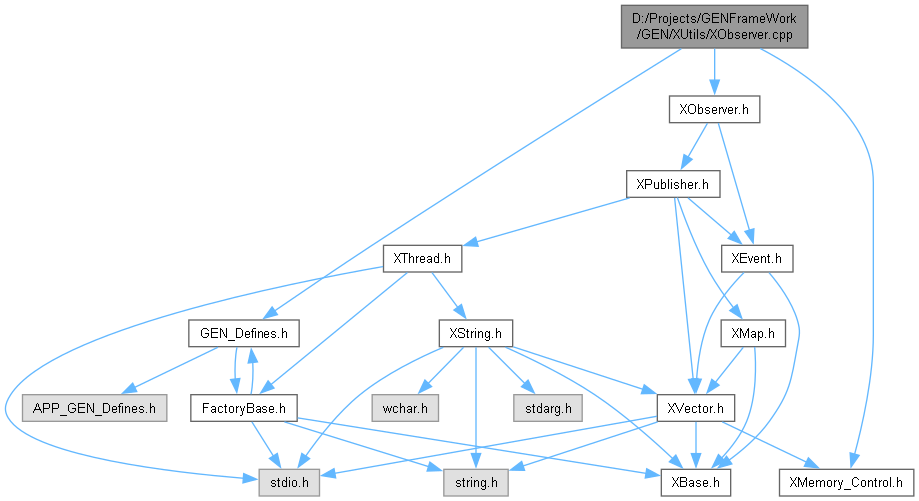 D:/Projects/GENFrameWork
/GEN/XUtils/XObserver.cpp
XObserver.h
XPublisher.h
XThread.h
XEvent.h
GEN_Defines.h
XString.h
XMap.h
APP_GEN_Defines.h
FactoryBase.h
wchar.h
stdarg.h
XVector.h
stdio.h
string.h
XBase.h
XMemory_Control.h